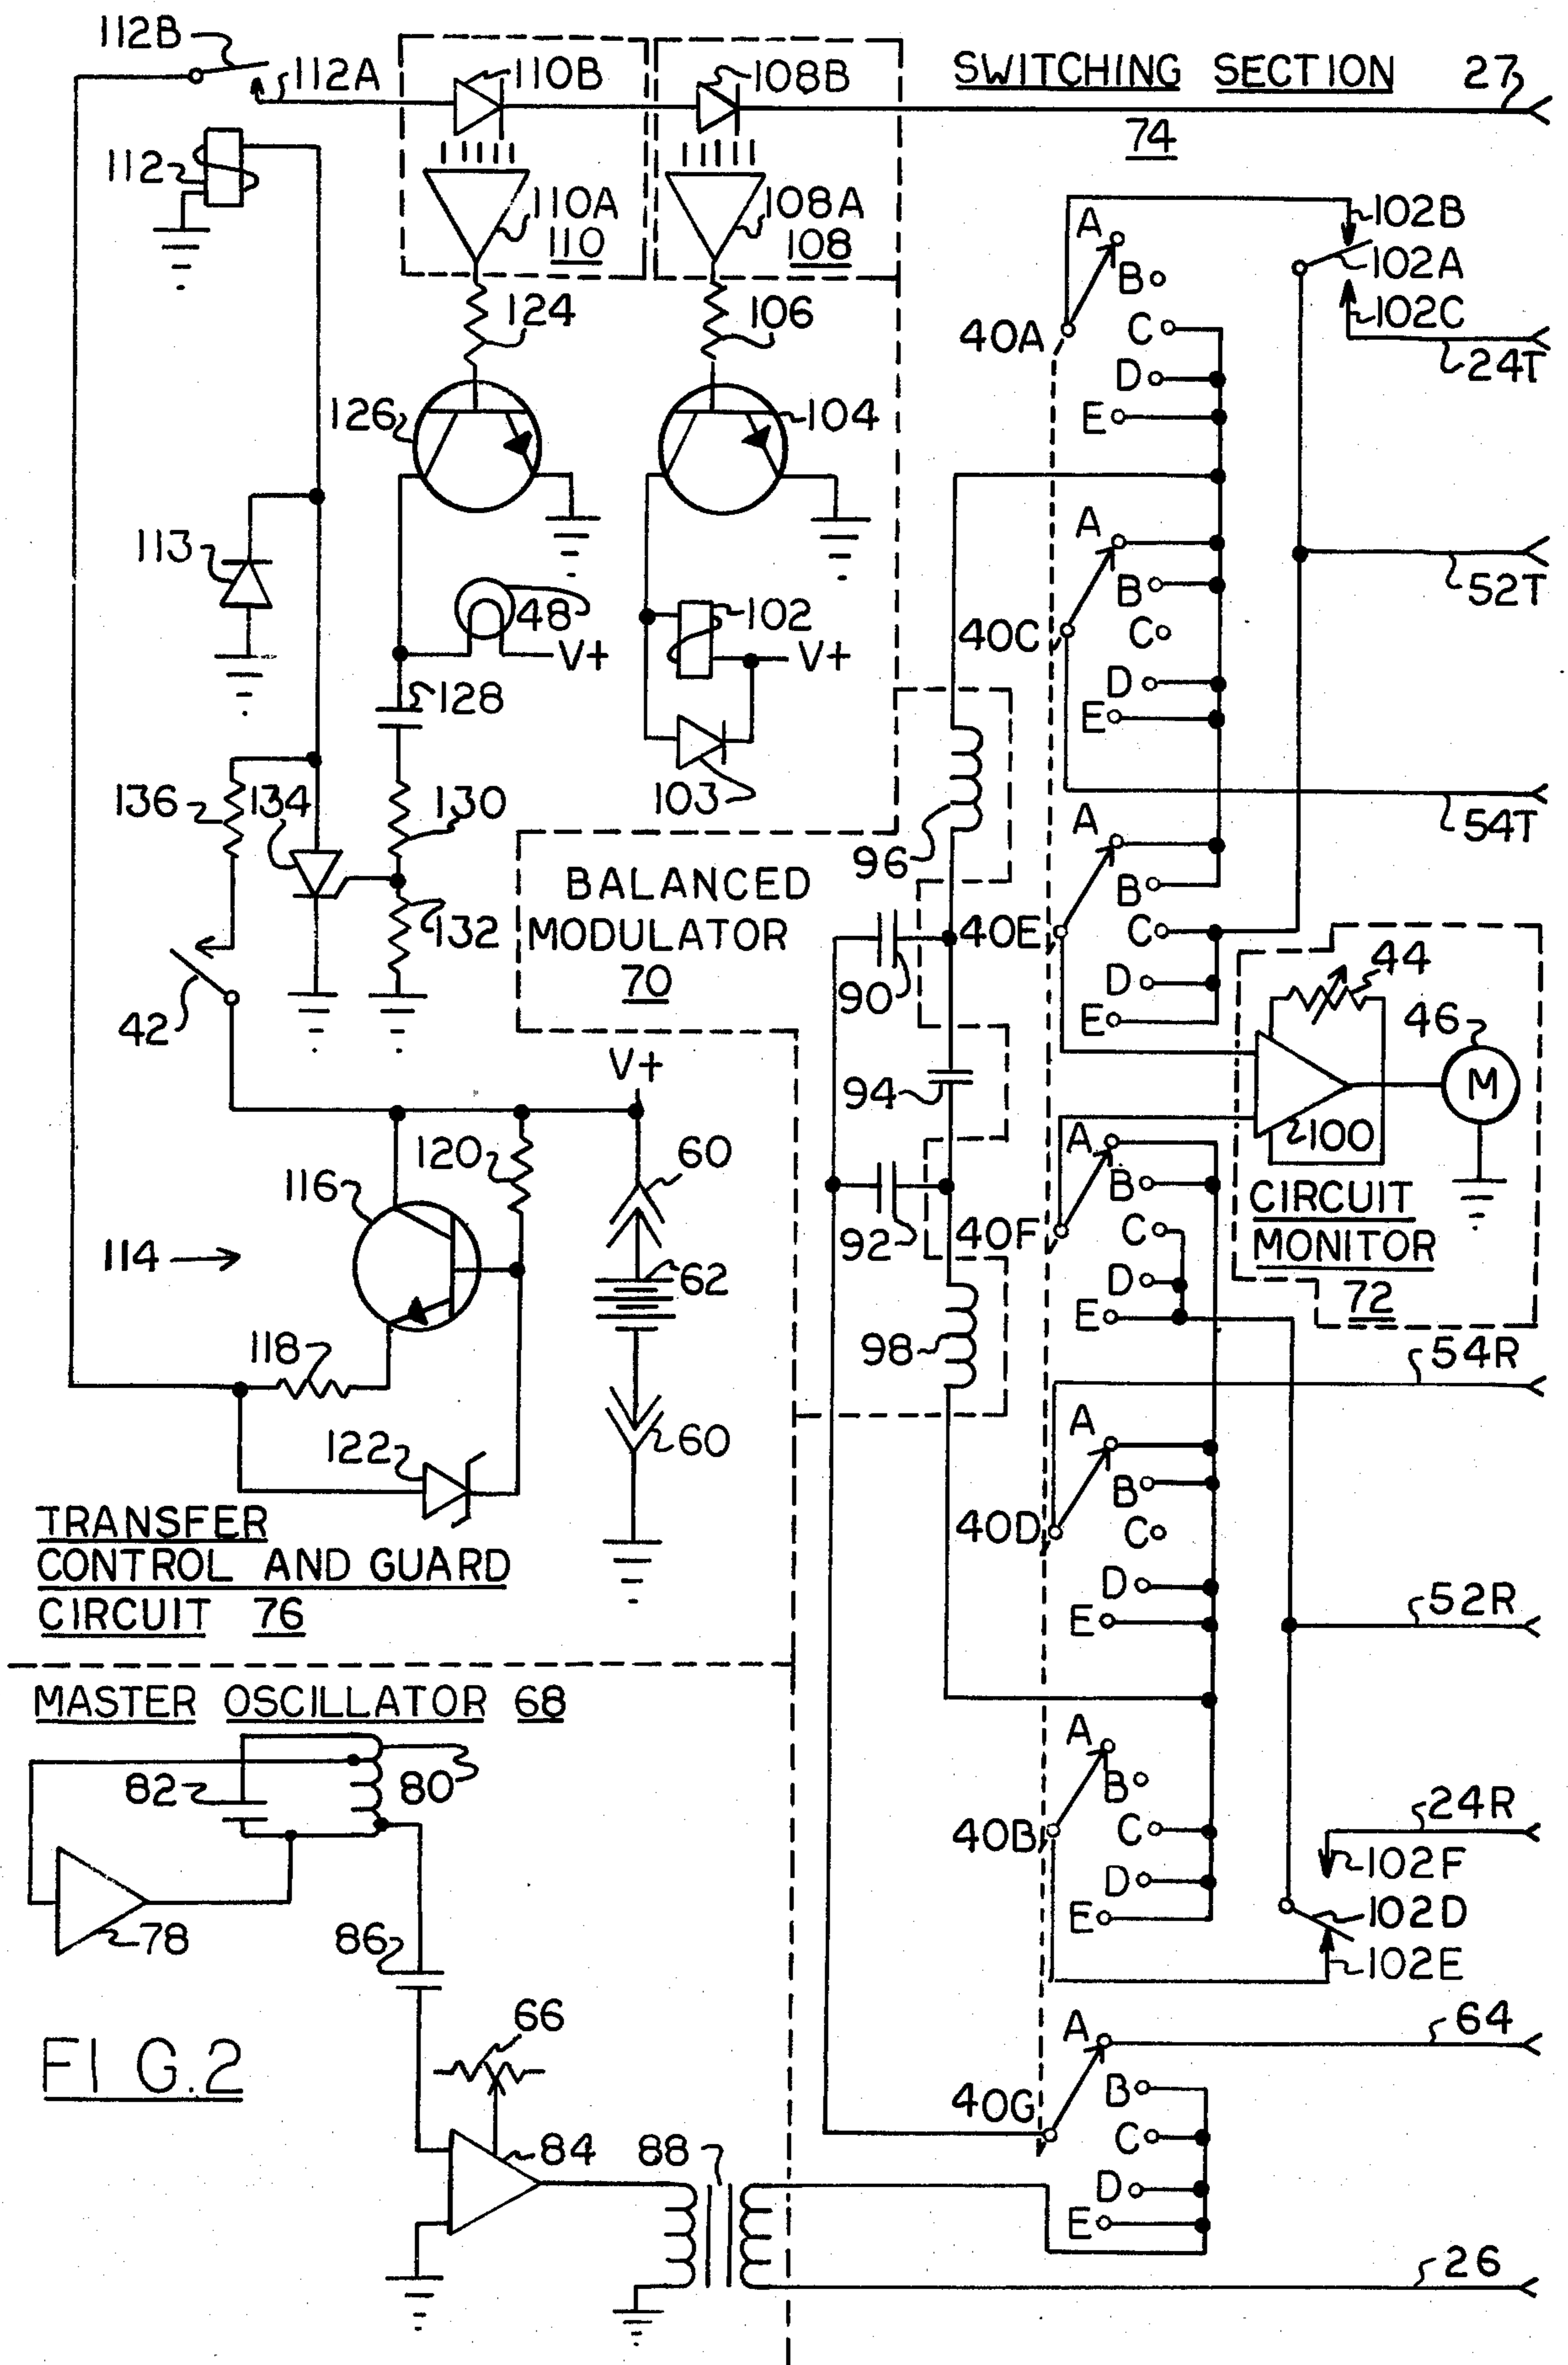 112B
112A
110B
108B
SWITCHING SECTION
27
74
112
110A
110
108A
108
A
102B
B
102A
124
106
C
102C
40A
24T
D
E
126
104
A
113
B
52T
48
V+
102
V+
40C
C
128
D
E
136
134
130
103
54T
96
A
BALANCED
B
132
MODULATOR
40E
C
70
90
D
44
42
E
46
V+
M
94
100
120
60
A
116
B
CIRCUIT
92
40F
C
MONITOR
114
62
D
72
E
118
98
54R
122
60
A
B
TRANSFER
40D
C
CONTROL AND GUARD
D
52R
CIRCUIT 76
E
MASTER OSCILLATOR 68
A
82
80
B
24R
40B
C
102F
78
D
102D
86
E
102E
66
A
64
FIG.2
40G
B
84
88
C
D
E
26